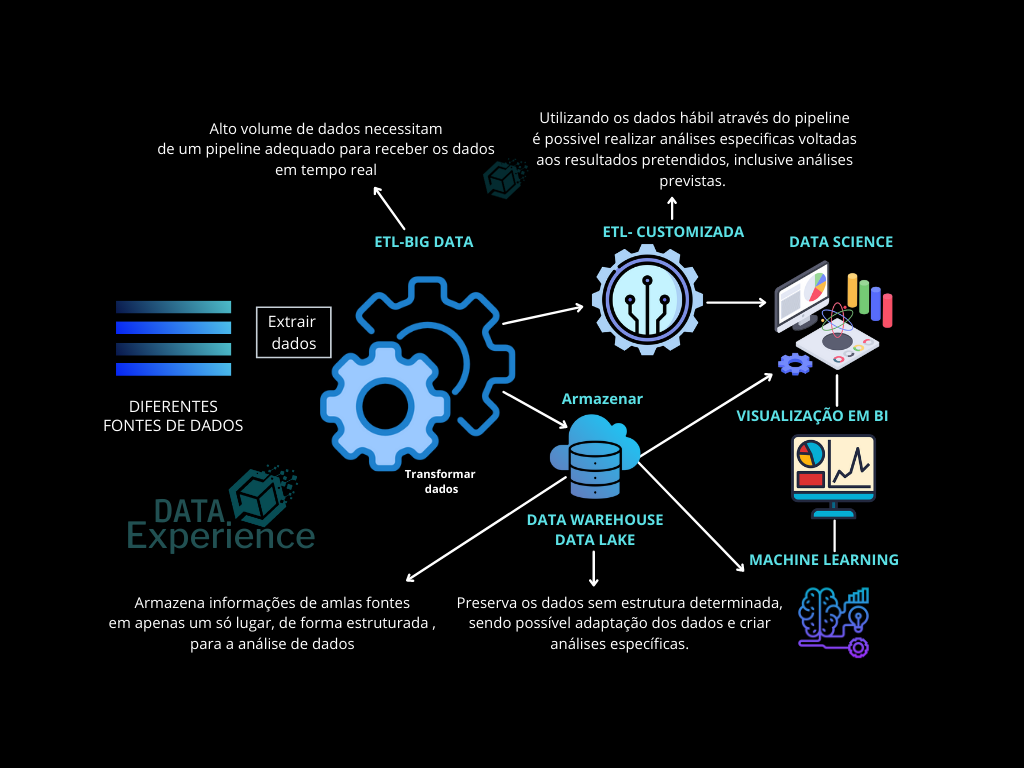 Alto volume de dados necessitam
de um pipeline adequado para receber os dados
em tempo real
Utilizando os dados hábil através do pipeline
é possivel realizar análises especificas voltadas
aos resultados pretendidos, inclusive análises
previstas.
ETL-BIG DATA
ETL- CUSTOMIZADA
DATA SCIENCE
Extrair
dados
DIFERENTES
FONTES DE DADOS
Transformar
dados
Armazenar
DATA WAREHOUSE
DATA LAKE
VISUALIZAÇÃO EM BI
MACHINE LEARNING
DATA
Experience
Armazena informações de amlas fontes
em apenas um só lugar, de forma estruturada ,
para a análise de dados
Preserva os dados sem estrutura determinada,
sendo possível adaptação dos dados e criar
análises específicas.